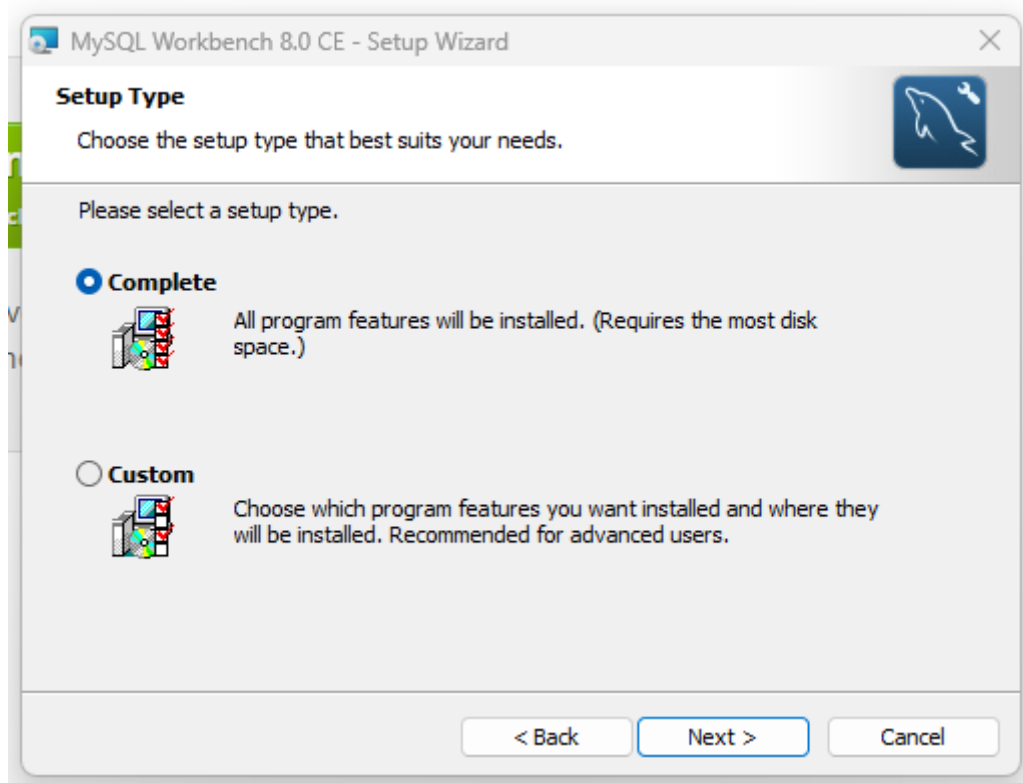 MySQL Workbench 8.0 CE - Setup Wizard
Setup Type
Choose the setup type that best suits your needs.
Please select a setup type.
Complete
All program features will be installed. (Requires the most disk
space.)
Custom
Choose which program features you want installed and where they
will be installed. Recommended for advanced users.
< Back
Next >
Cancel